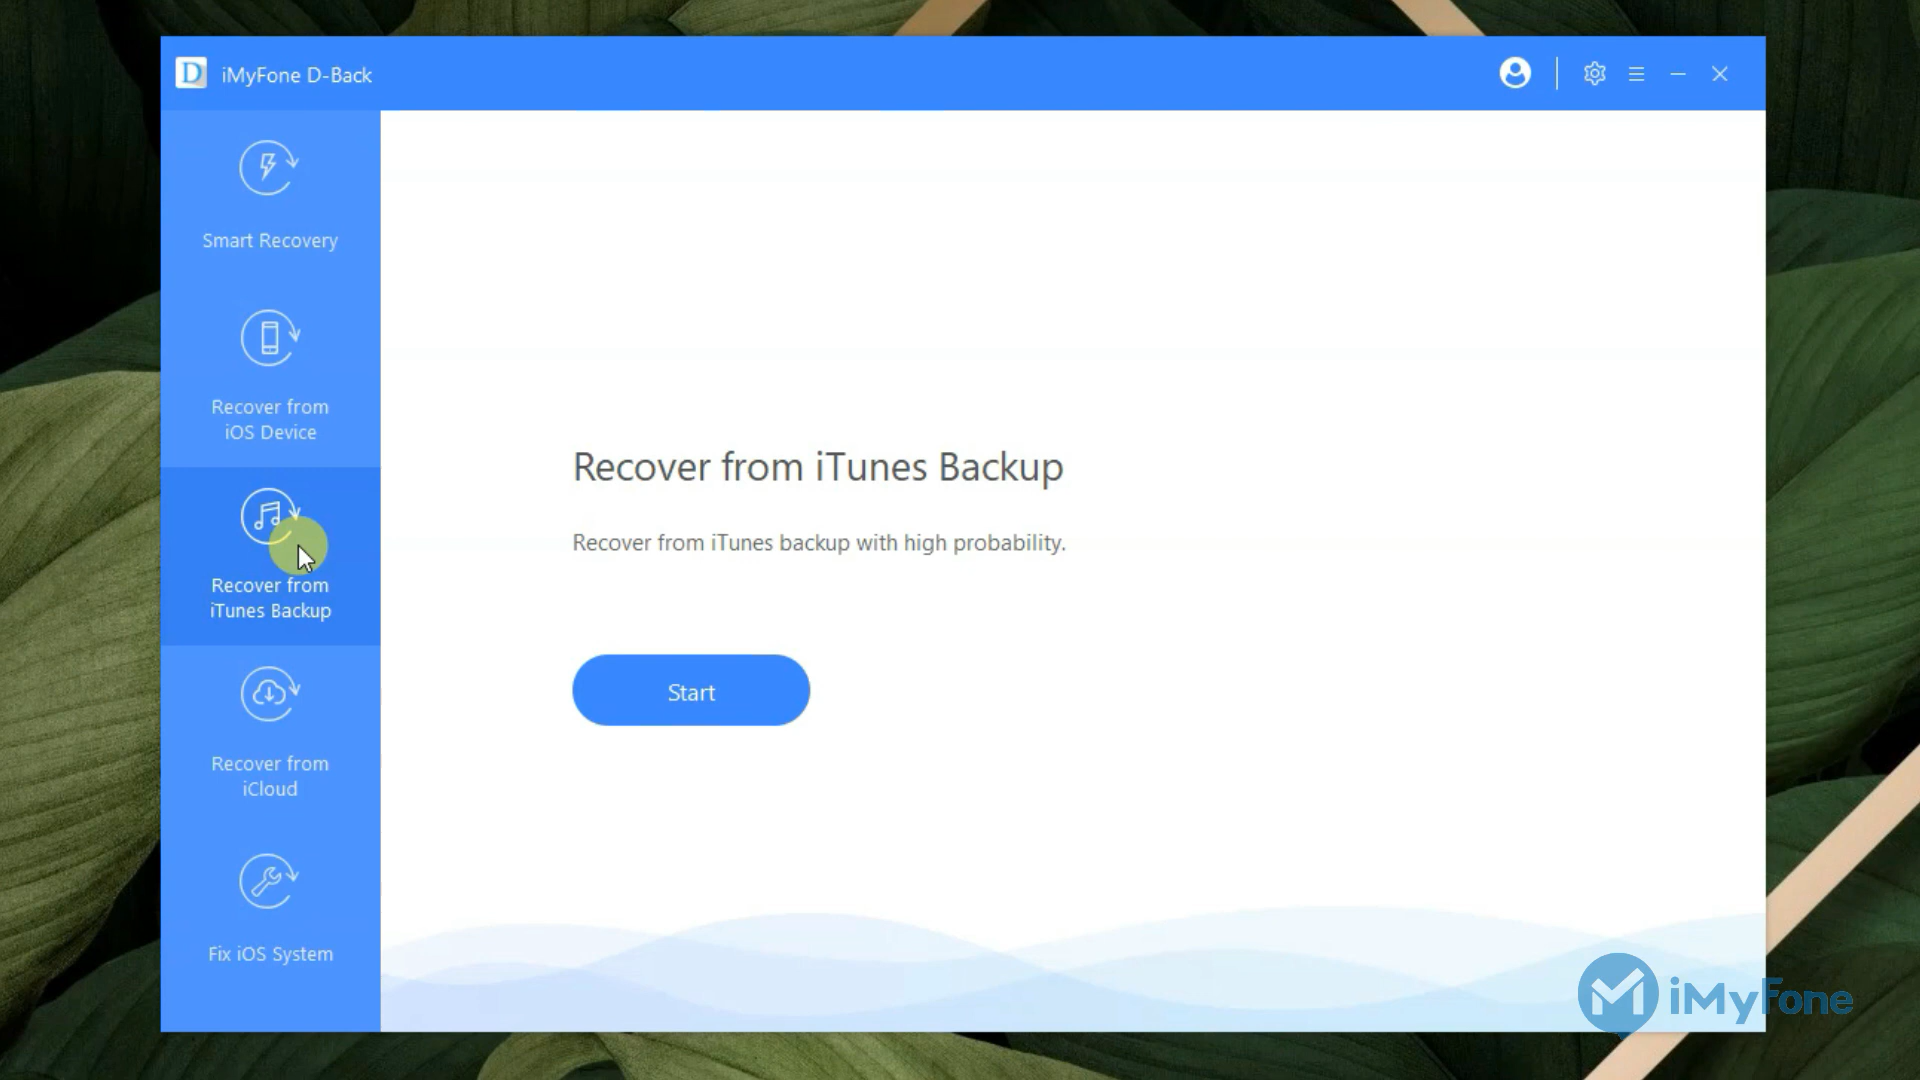 D iMyFone D-Back
Smart Recovery
Recover from
iOS Device
Recover from
iTunes Backup
Recover from
iCloud
Fix iOS System
Recover from iTunes Backup
Recover from iTunes backup with high probability.
Start
iMyFone